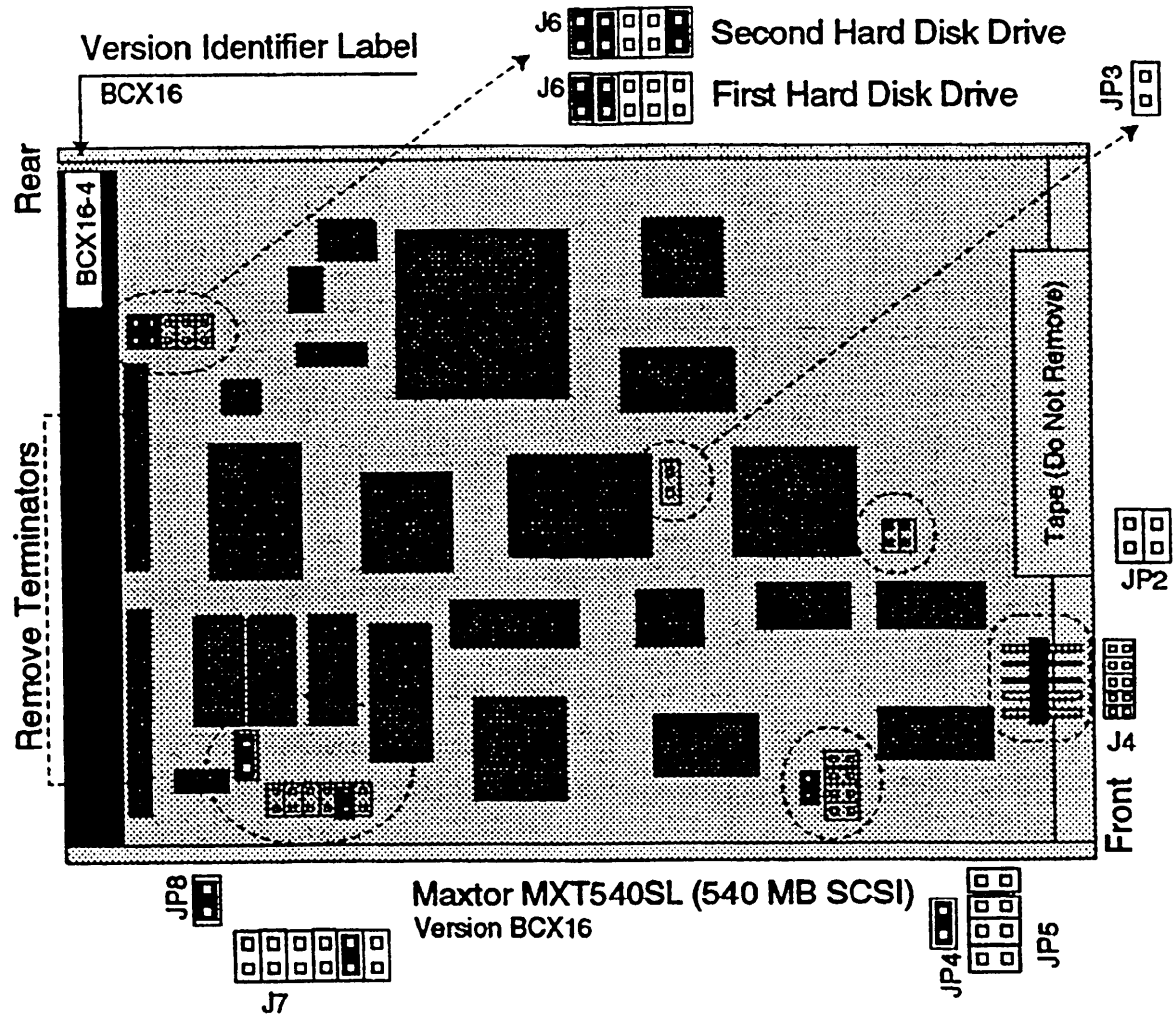 J6 Second Hard Disk Drive
Version Identifier Label
BCX16
J6 First Hard Disk Drive
JP3
Rear
BCX16-4
Remove Terminators
Tape (Do Not Remove)
JP2
J4
Front
JP8
Maxtor MXT540SL (540 MB SCSI)
Version BCX16
J7
JP4
JP5